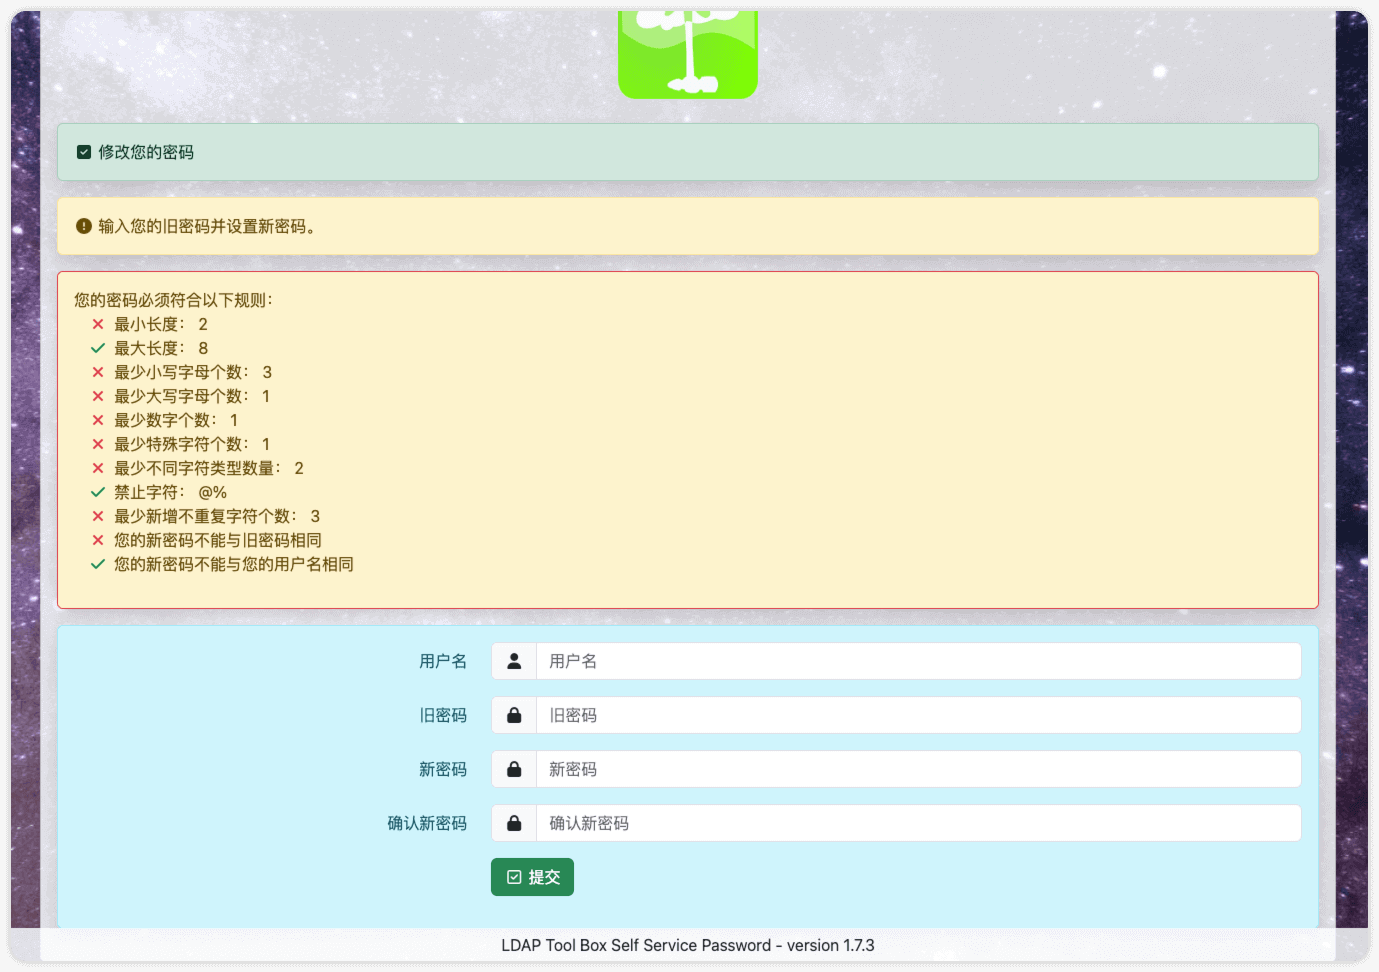 修改您的密码
输入您的旧密码并设置新密码。
您的密码必须符合以下规则：
最小长度： 2
最大长度： 8
最少小写字母个数： 3
最少大写字母个数： 1
最少数字个数： 1
最少特殊字符个数： 1
最少不同字符类型数量： 2
禁止字符： @%
最少新增不重复字符个数： 3
您的新密码不能与旧密码相同
您的新密码不能与您的用户名相同
用户名 用户名
旧密码 旧密码
新密码 新密码
确认新密码 确认新密码
提交
LDAP Tool Box Self Service Password - version 1.7.3